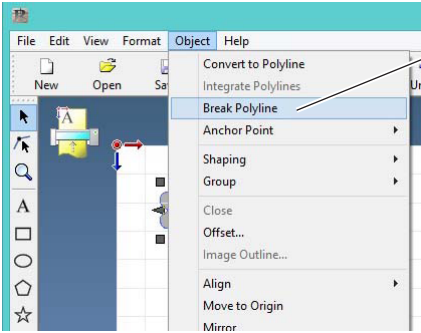 File Edit View Format Object Help
New Open Sa
Convert to Polyline
Integrate Polylines
Break Polyline
Anchor Point
Shaping
Group
Close
Offset...
Image Outline...
Align
Move to Origin
Mirror
A
A